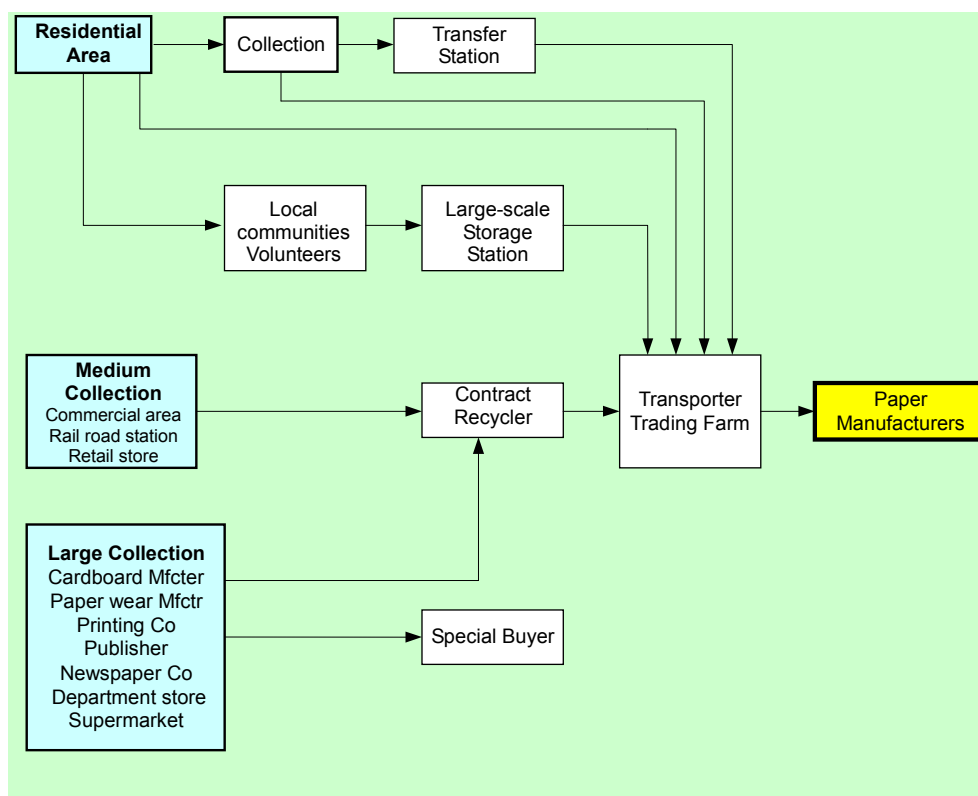 Residential
Area
Collection
Transfer
Station
Local
communities
Volunteers
Large-scale
Storage
Station
Medium
Collection
Commercial area
Rail road station
Retail store
Contract
Recycler
Transporter
Trading Farm
Paper
Manufacturers
Large Collection
Cardboard Mfcter
Paper wear Mfctr
Printing Co
Publisher
Newspaper Co
Department store
Supermarket
Special Buyer